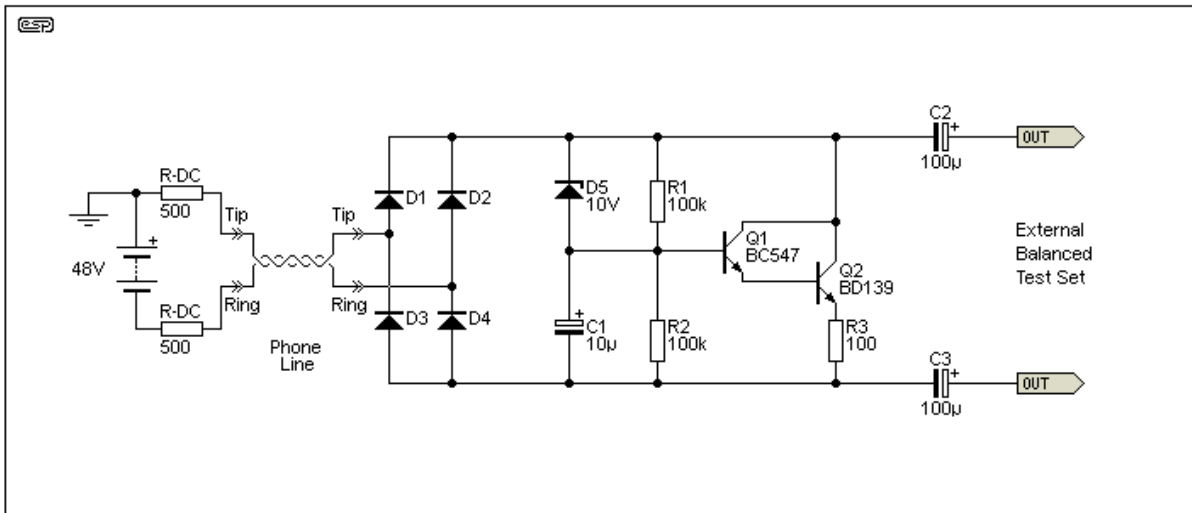 esp
C2
+
OUT
100µ
R-DC
500
Tip
Tip
D1
D2
D5
10V
R1
100k
+
48V
Q1
BC547
Q2
BD139
External
Balanced
Test Set
Ring
Ring
R-DC
500
D3
D4
+
C1
10µ
R2
100k
R3
100
Phone
Line
C3
+
OUT
100µ